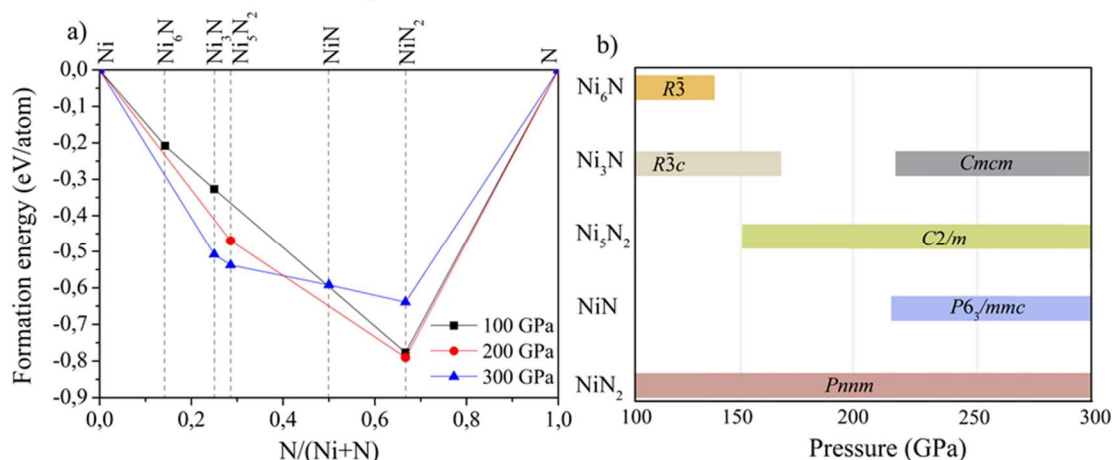 a)
Ni
Ni₆N
Ni₃N
Ni₅N₂
NiN
NiN₂
N
0,0
-0,1
-0,2
-0,3
-0,4
-0,5
-0,6
-0,7
-0,8
-0,9
Formation energy (eV/atom)
100 GPa
200 GPa
300 GPa
0,0 0,2 0,4 0,6 0,8 1,0
N/(Ni+N)
b)
Ni₆N R3̄
Ni₃N R3̄c Cmcm
Ni₅N₂ C2/m
NiN P6₃/mmc
NiN₂ Pnnm
100 150 200 250 300
Pressure (GPa)